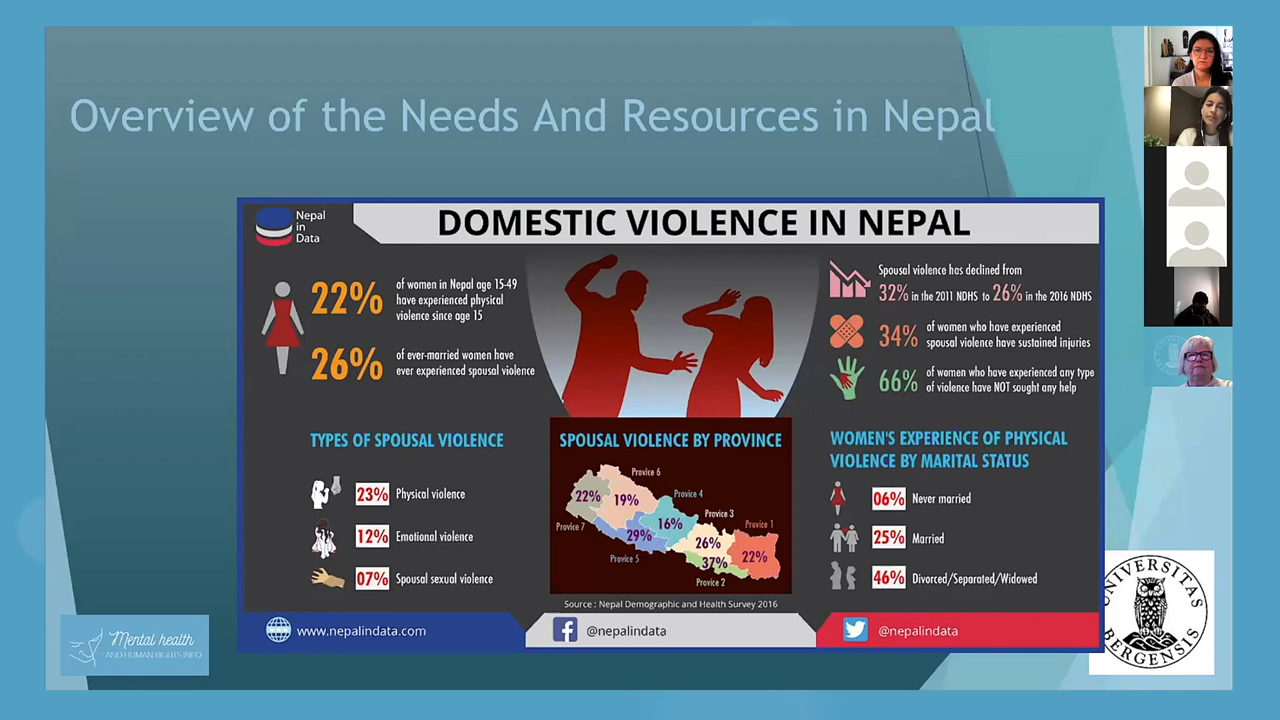 Overview of the Needs And Resources in Nepal
Nepal
in
Data
DOMESTIC VIOLENCE IN NEPAL
22%
of women in Nepal age 15-49
have experienced physical
violence since age 15
26%
of ever-married women have
ever experienced spousal violence
Spousal violence has declined from
32% in the 2011 NDHS to 26% in the 2016 NDHS
34%
of women who have experienced
spousal violence have sustained injuries
66%
of women who have experienced any type
of violence have NOT sought any help
TYPES OF SPOUSAL VIOLENCE
23% Physical violence
12% Emotional violence
07% Spousal sexual violence
SPOUSAL VIOLENCE BY PROVINCE
Provice 6
22%
19%
Provice 4
Provice 7
16%
Provice 3
Provice 1
29%
26%
22%
Provice 5
37%
Provice 2
Source : Nepal Demographic and Health Survey 2016
WOMEN'S EXPERIENCE OF PHYSICAL
VIOLENCE BY MARITAL STATUS
06% Never married
25% Married
46% Divorced/Separated/Widowed
www.nepalindata.com
@nepalindata
@nepalindata
Mental health
AND HUMAN RIGHTS INFO
UNIVERSITAS
BERGENSIS